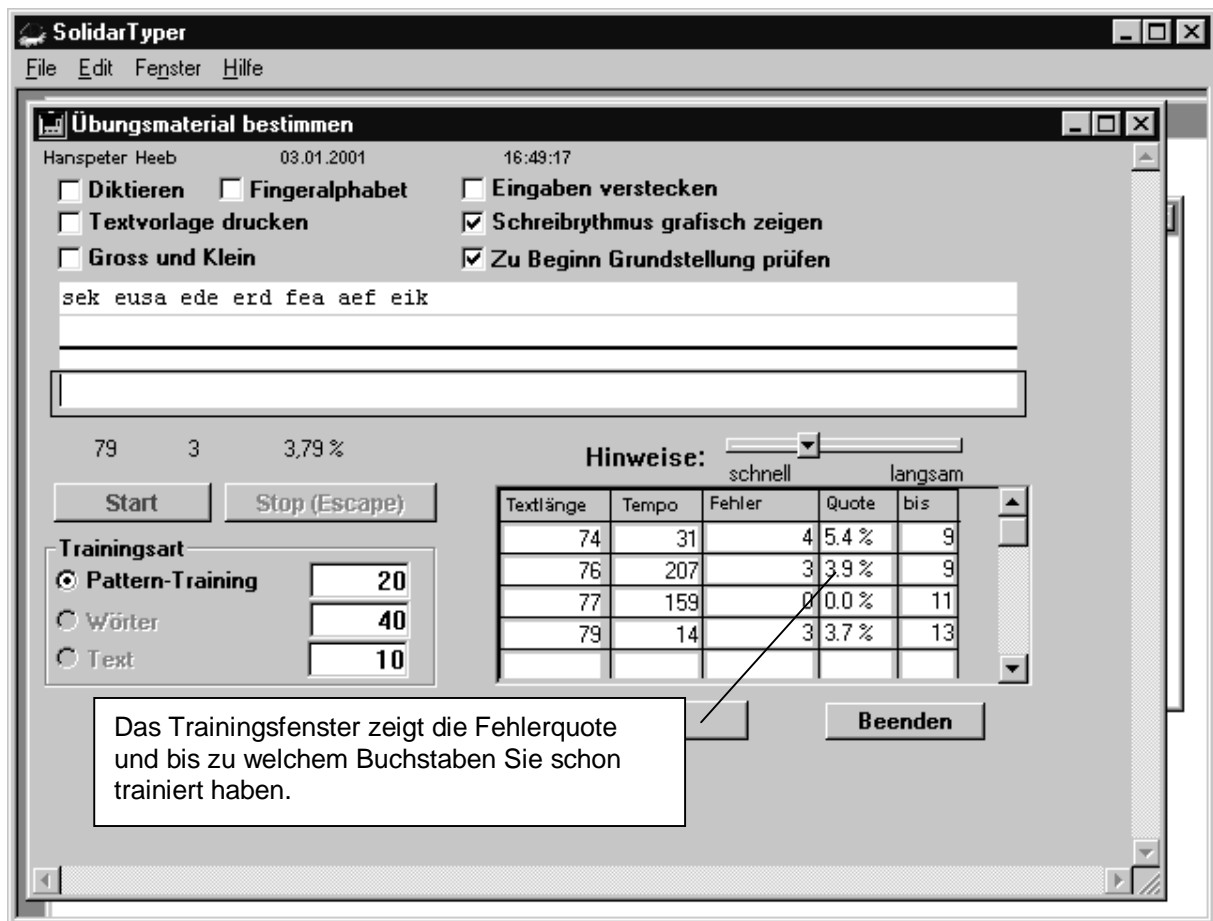 SolidarTyper
File Edit Fenster Hilfe
Übungsmaterial bestimmen
Hanspeter Heeb 03.01.2001 16:49:17
Diktieren Fingeralphabet Eingaben verstecken
Textvorlage drucken Schreibrythmus grafisch zeigen
Gross und Klein Zu Beginn Grundstellung prüfen
sek eusa ede erd fea aef eik
79 3 3,79 %
Hinweise:
schnell langsam
Start Stop (Escape)
Textlänge Tempo Fehler Quote bis
74 31 4 5.4 % 9
76 207 3 3.9 % 9
77 159 0 0.0 % 11
79 14 3 3.7 % 13
Trainingsart
Pattern-Training 20
Wörter 40
Text 10
Beenden
Das Trainingsfenster zeigt die Fehlerquote
und bis zu welchem Buchstaben Sie schon
trainiert haben.